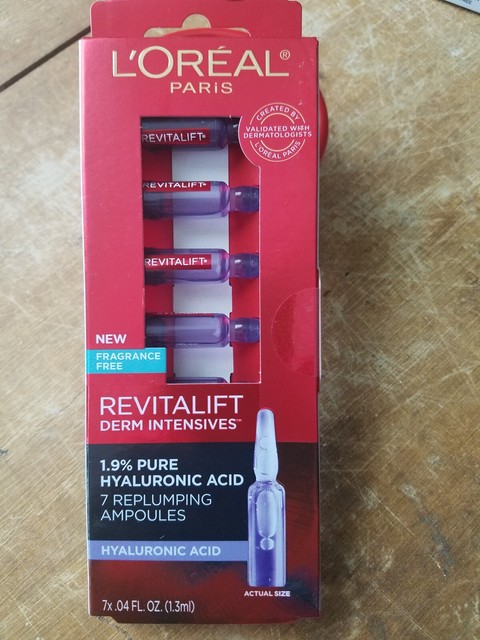 L'ORÉAL®
PARIS
CREATED BY
VALIDATED WITH
DERMATOLOGISTS
L'ORÉAL PARIS
REVITALIFT®
REVITALIFT®
REVITALIFT®
NEW
FRAGRANCE
FREE
REVITALIFT
DERM INTENSIVES™
1.9% PURE
HYALURONIC ACID
7 REPLUMPING
AMPOULES
HYALURONIC ACID
ACTUAL SIZE
7x .04 FL. OZ. (1.3ml)